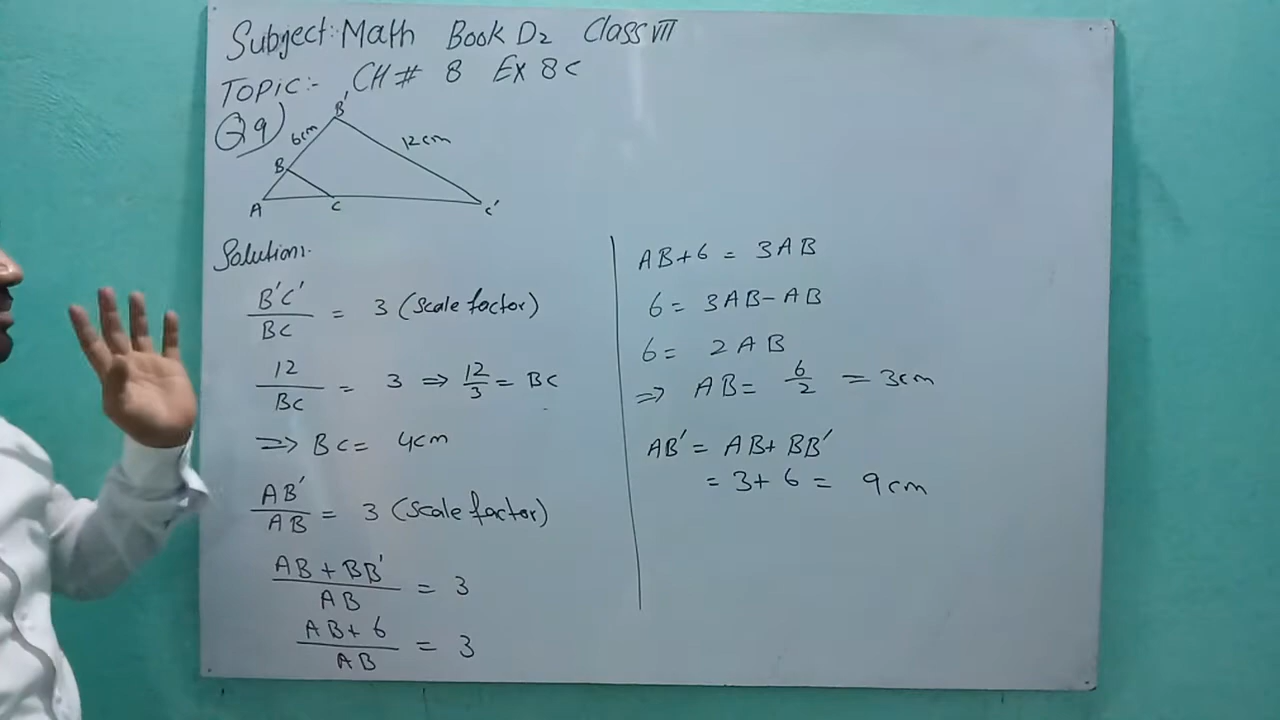 Subject:Math Book D2 Class VII
TOPIC:- CH# 8 Ex 8c
Q9)
B'
6cm
12cm
B
A
C
C'
Solution:
B'C' / BC = 3 (Scale factor)
12 / BC = 3 ⇒ 12/3 = BC
⇒ BC = 4cm
AB' / AB = 3 (Scale factor)
AB + BB' / AB = 3
AB + 6 / AB = 3
AB+6 = 3AB
6 = 3AB-AB
6 = 2AB
⇒ AB = 6/2 = 3cm
AB' = AB+BB'
= 3+6 = 9cm